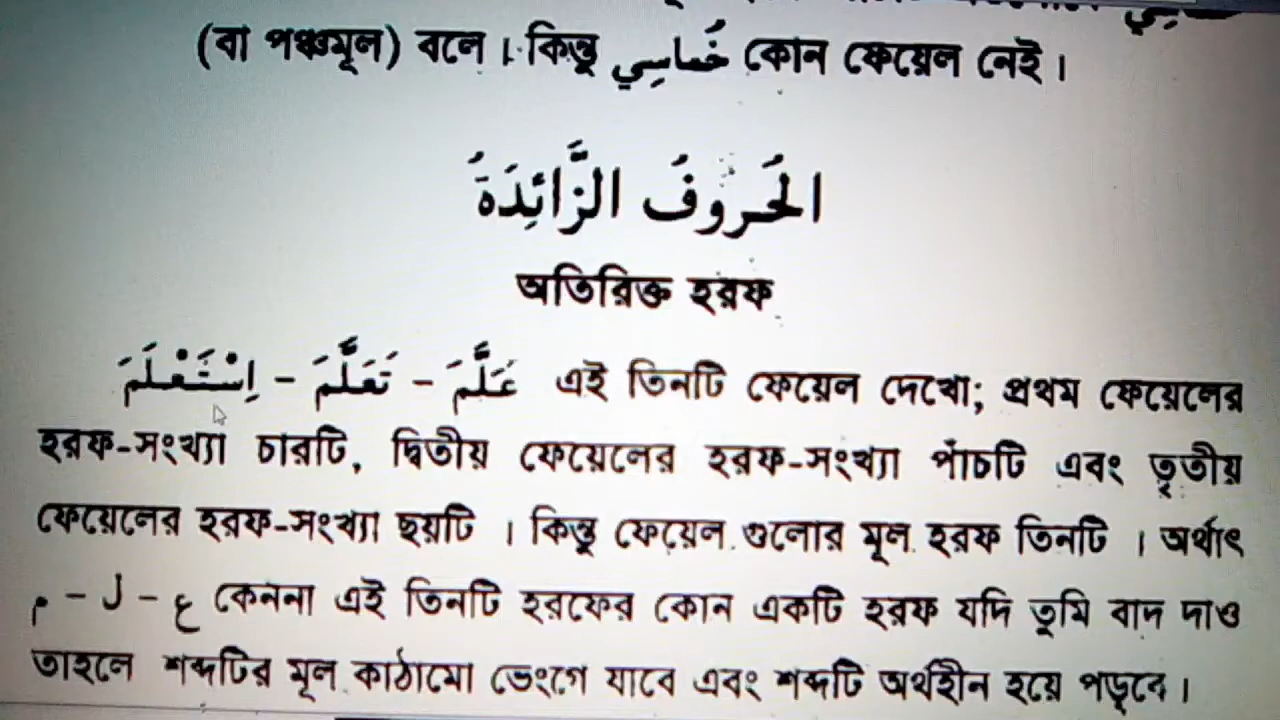 (বা পঞ্চমূল) বলে । কিন্তু خُمَاسِي কোন ফেয়েল নেই ।
الحُرُوفُ الزَّائِدَةُ
অতিরিক্ত হরফ
عَلَّمَ - تَعَلَّمَ - اِسْتَعْلَمَ এই তিনটি ফেয়েল দেখো; প্রথম ফেয়েলের
হরফ-সংখ্যা চারটি, দ্বিতীয় ফেয়েলের হরফ-সংখ্যা পাঁচটি এবং তৃতীয়
ফেয়েলের হরফ-সংখ্যা ছয়টি । কিন্তু ফেয়েল গুলোর মূল হরফ তিনটি । অর্থাৎ
ع - ل - م কেননা এই তিনটি হরফের কোন একটি হরফ যদি তুমি বাদ দাও
তাহলে শব্দটির মূল কাঠামো ভেংগে যাবে এবং শব্দটি অর্থহীন হয়ে পড়বে ।